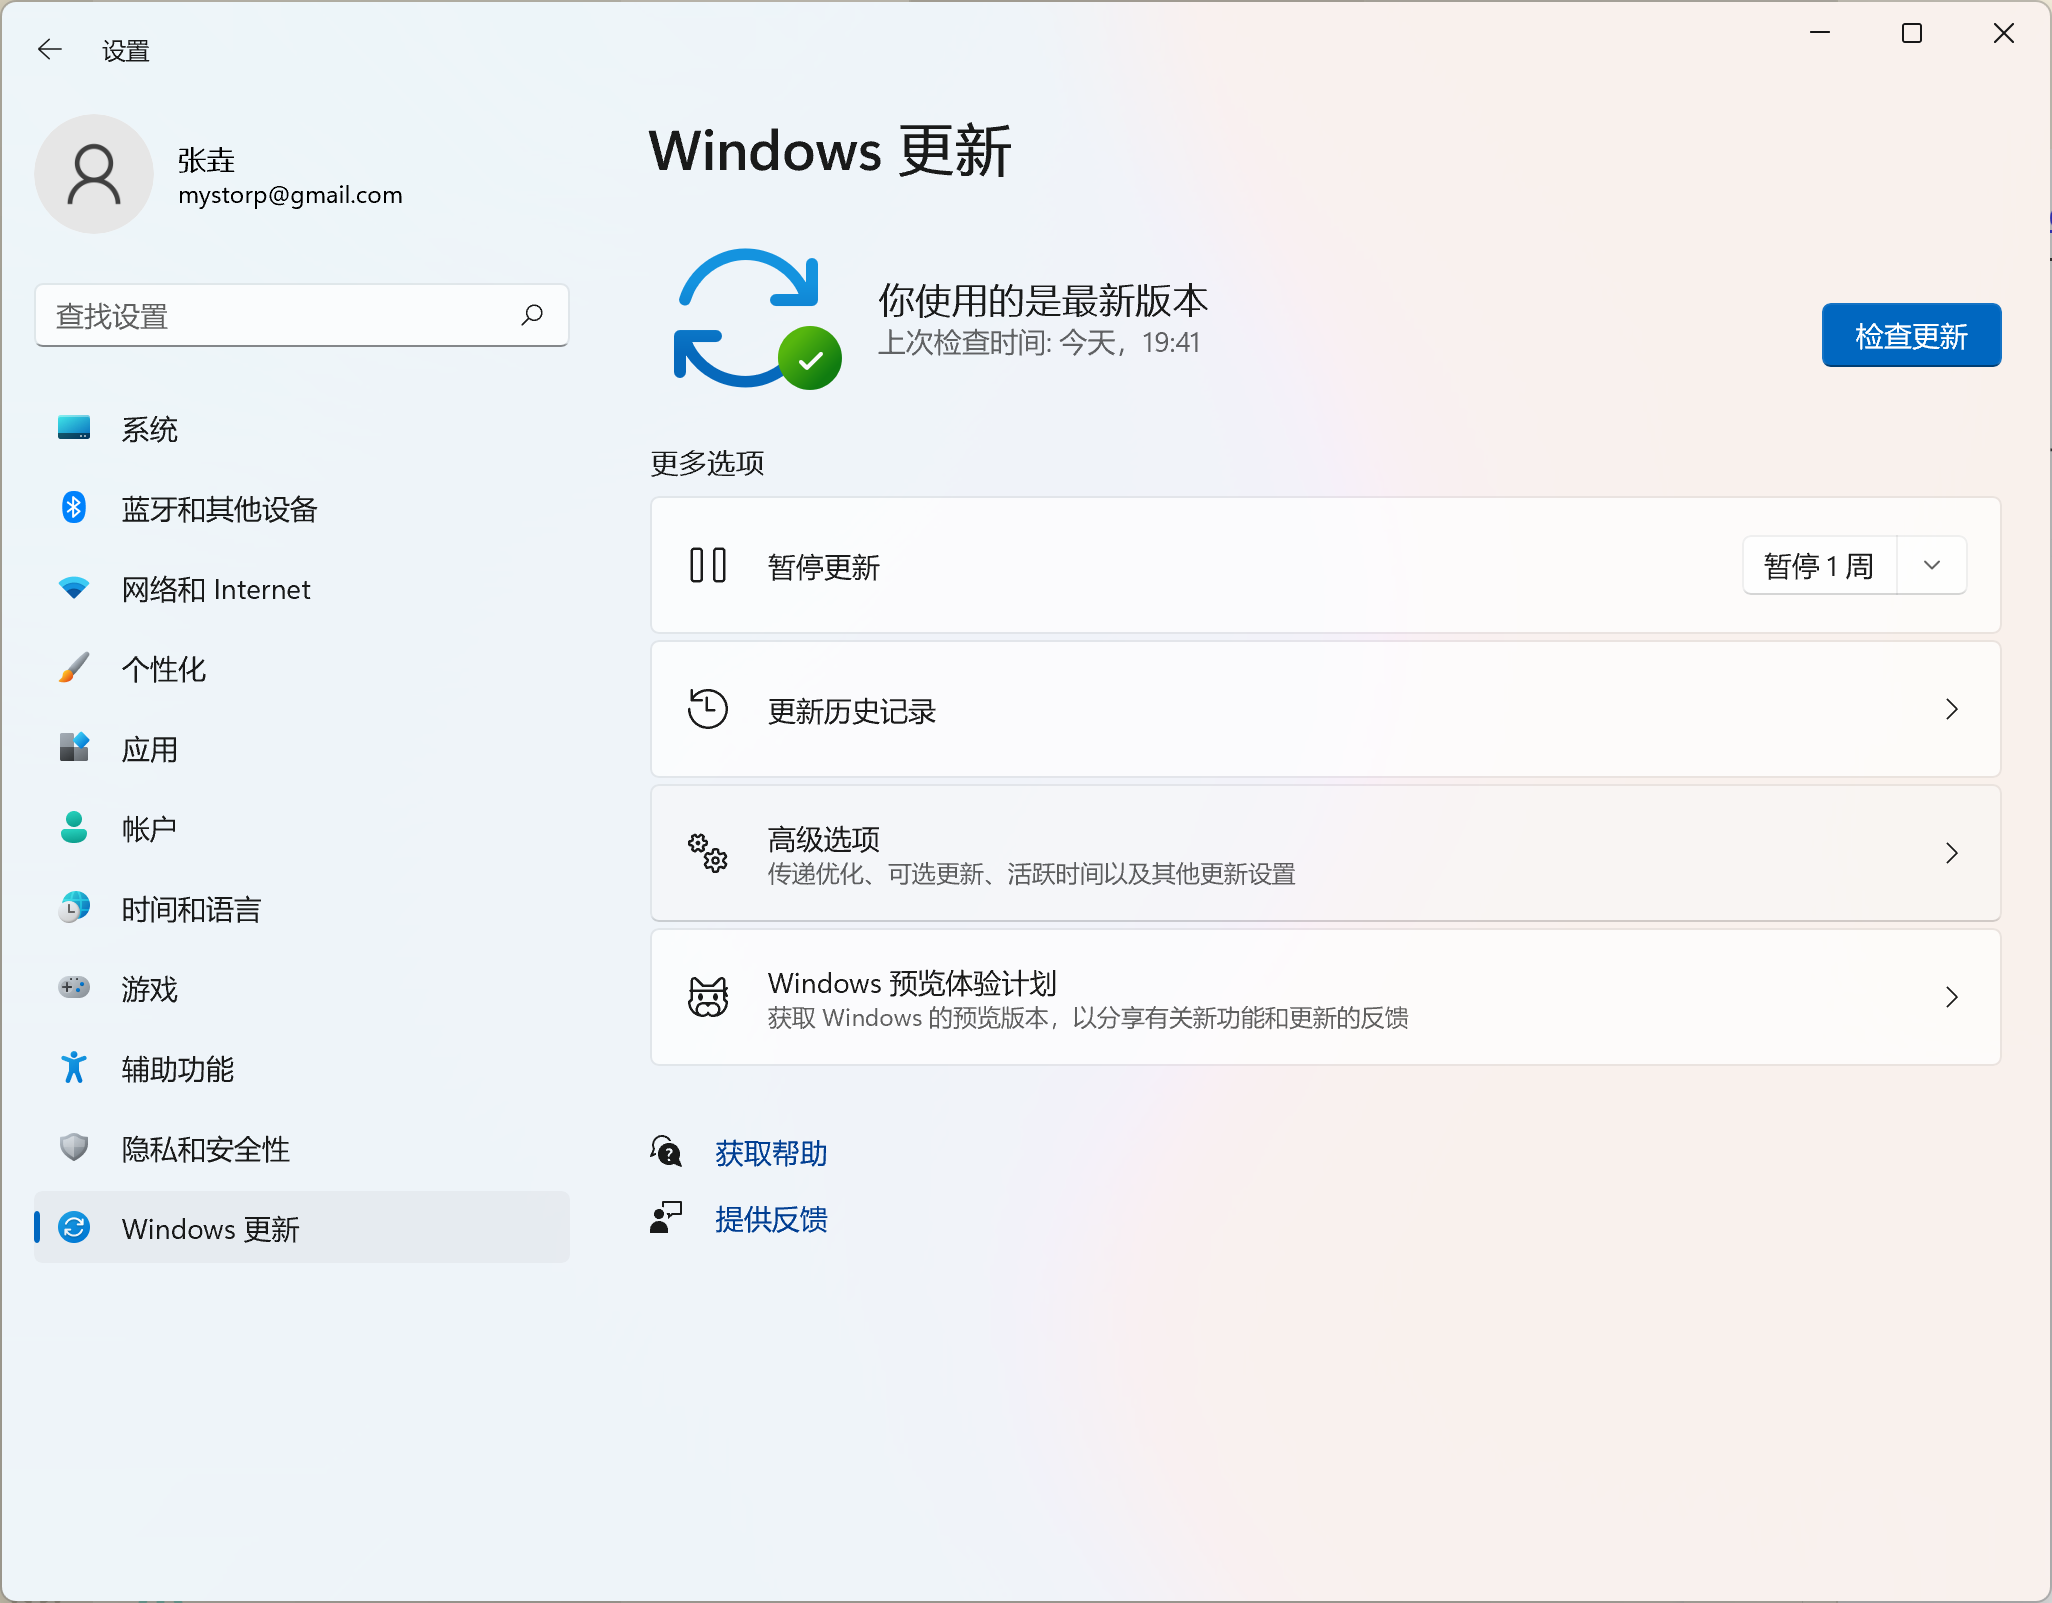 设置
张垚
mystorp@gmail.com
查找设置
系统
蓝牙和其他设备
网络和 Internet
个性化
应用
帐户
时间和语言
游戏
辅助功能
隐私和安全性
Windows 更新
Windows 更新
你使用的是最新版本
上次检查时间: 今天，19:41
检查更新
更多选项
暂停更新
暂停 1 周
更新历史记录
高级选项
传递优化、可选更新、活跃时间以及其他更新设置
Windows 预览体验计划
获取 Windows 的预览版本，以分享有关新功能和更新的反馈
获取帮助
提供反馈